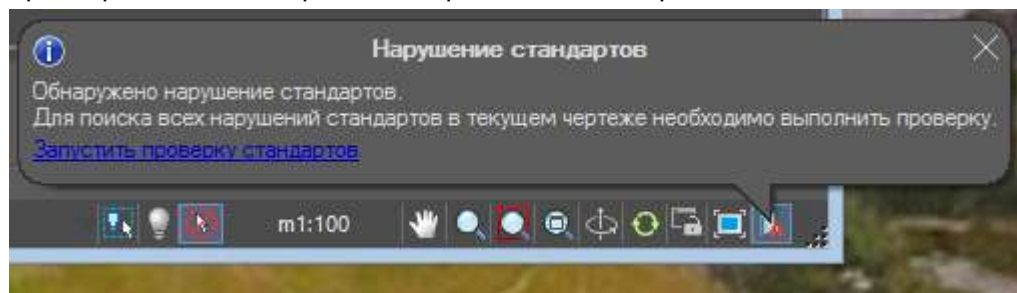 Нарушение стандартов
Обнаружено нарушение стандартов.
Для поиска всех нарушений стандартов в текущем чертеже необходимо выполнить проверку.
Запустить проверку стандартов
m1:100